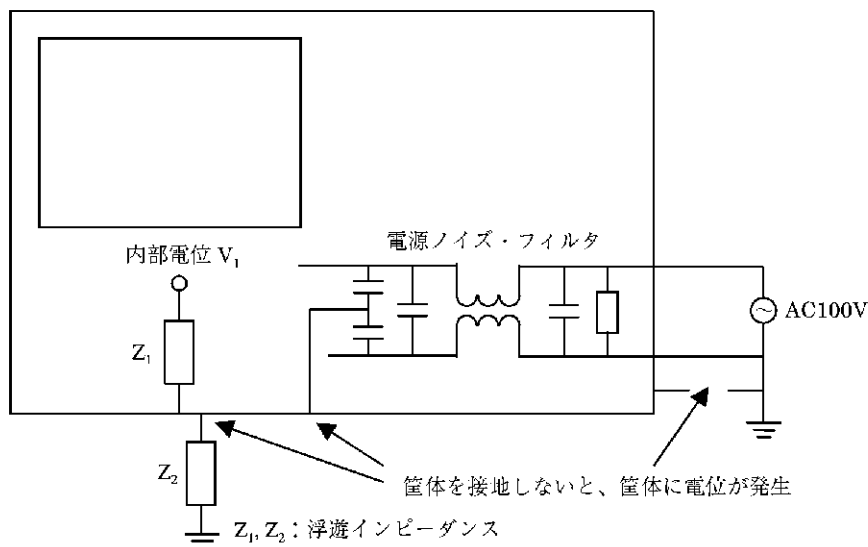 内部電位 V₁
電源ノイズ・フィルタ
AC100V
Z₁
Z₂
筐体を接地しないと、筐体に電位が発生
Z₁, Z₂：浮遊インピーダンス